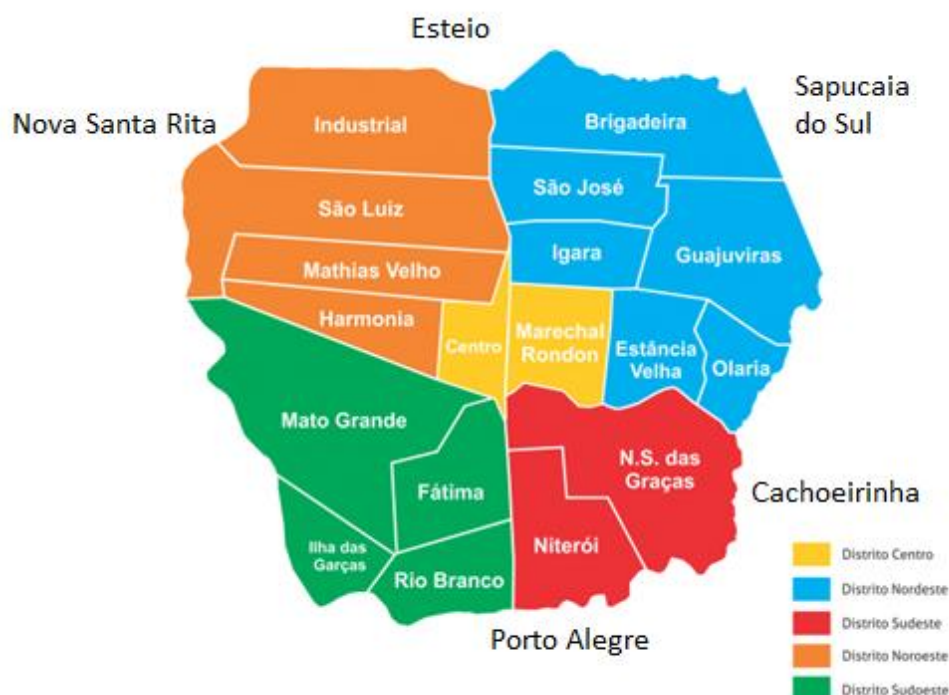 Esteio
Sapucaia
do Sul
Nova Santa Rita
Industrial
Brigadeira
São José
São Luiz
Igara
Guajuviras
Mathias Velho
Harmonia
Centro
Marechal
Rondon
Estância
Velha
Olaria
Mato Grande
Fátima
N.S. das
Graças
Niterói
Ilha das
Garças
Rio Branco
Cachoeirinha
Porto Alegre
Distrito Centro
Distrito Nordeste
Distrito Sudeste
Distrito Noroeste
Distrito Sudoeste